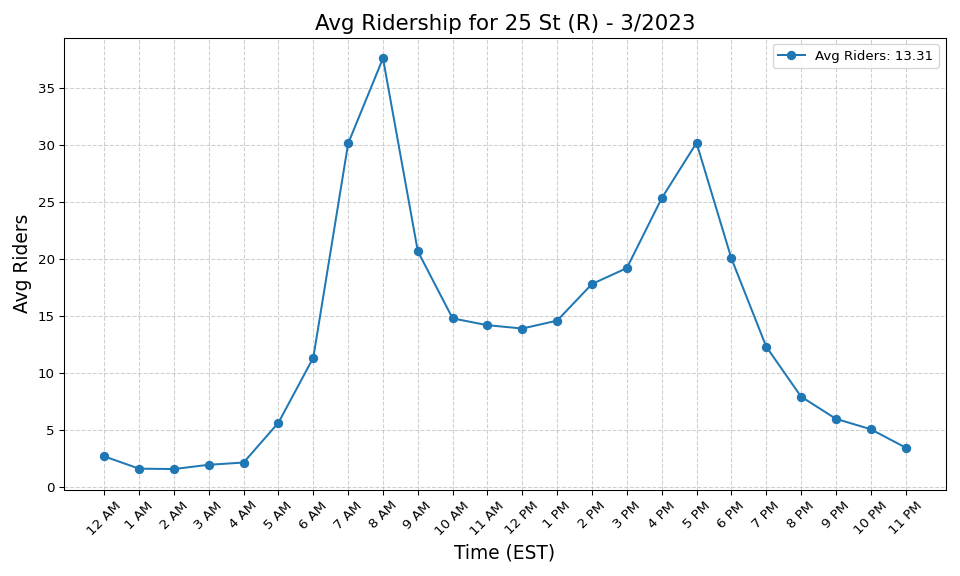 Avg Ridership for 25 St (R) - 3/2023
Avg Riders: 13.31
Avg Riders
35
30
25
20
15
10
5
0
12 AM
1 AM
2 AM
3 AM
4 AM
5 AM
6 AM
7 AM
8 AM
9 AM
10 AM
11 AM
12 PM
1 PM
2 PM
3 PM
4 PM
5 PM
6 PM
7 PM
8 PM
9 PM
10 PM
11 PM
Time (EST)